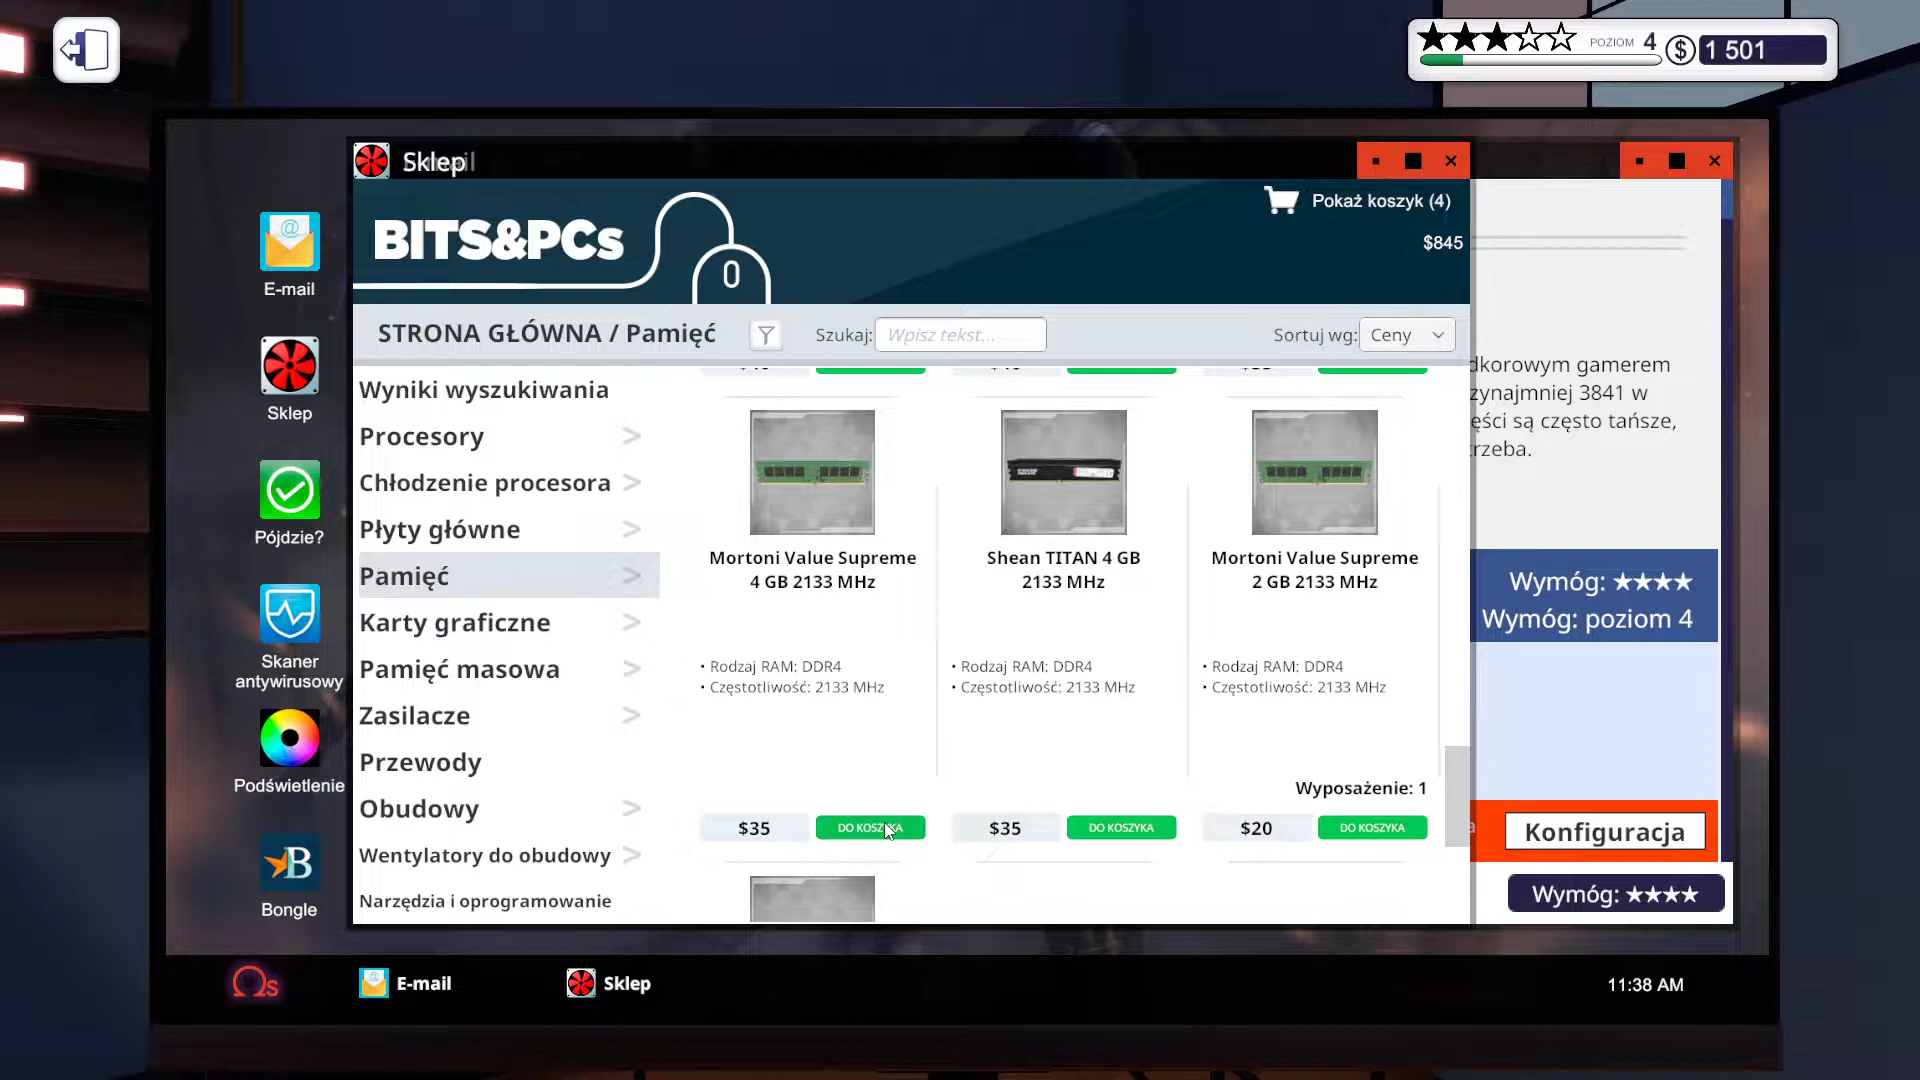 POZIOM 4
$ 1 501
Sklep
Pokaż koszyk (4)
BITS&PCs
$845
STRONA GŁÓWNA / Pamięć
Szukaj: Wpisz tekst...
Sortuj wg: Ceny
E-mail
Sklep
Pójdzie?
Skaner
antywirusowy
Podświetlenie
Bongle
Wyniki wyszukiwania
Procesory >
Chłodzenie procesora >
Płyty główne >
Pamięć >
Karty graficzne >
Pamięć masowa >
Zasilacze >
Przewody
Obudowy >
Wentylatory do obudowy >
Narzędzia i oprogramowanie
Mortoni Value Supreme
4 GB 2133 MHz
• Rodzaj RAM: DDR4
• Częstotliwość: 2133 MHz
$35
DO KOSZYKA
Shean TITAN 4 GB
2133 MHz
• Rodzaj RAM: DDR4
• Częstotliwość: 2133 MHz
$35
DO KOSZYKA
Mortoni Value Supreme
2 GB 2133 MHz
• Rodzaj RAM: DDR4
• Częstotliwość: 2133 MHz
Wyposażenie: 1
$20
DO KOSZYKA
dkorowym gamerem
zynajmniej 3841 w
ęści są często tańsze,
rzeba.
Wymóg: ★★★★
Wymóg: poziom 4
Konfiguracja
Wymóg: ★★★★
Ωs
E-mail
Sklep
11:38 AM